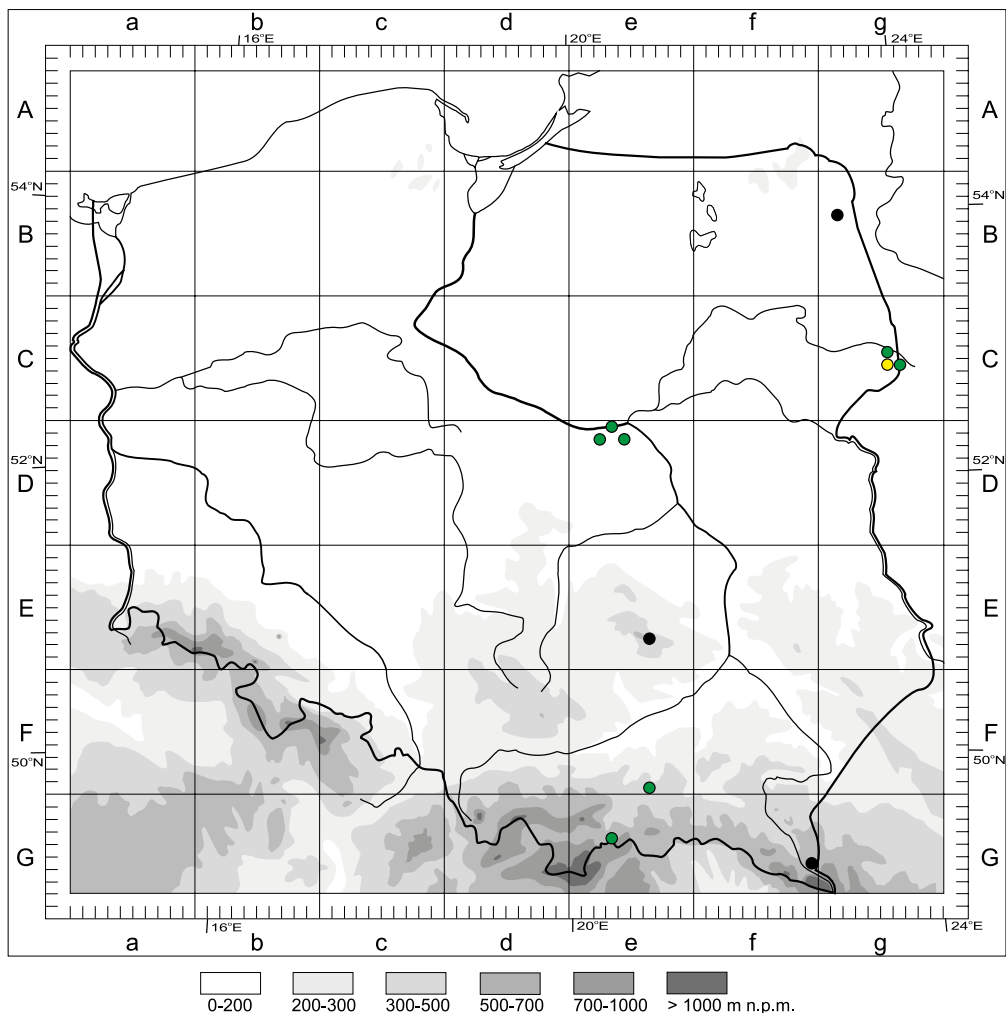 a b c d e f g
16°E 20°E 24°E
A A
54°N 54°N
B B
C C
52°N 52°N
D D
E E
F F
50°N 50°N
G G
16°E 20°E 24°E
a b c d e f g
0-200 200-300 300-500 500-700 700-1000 > 1000 m n.p.m.